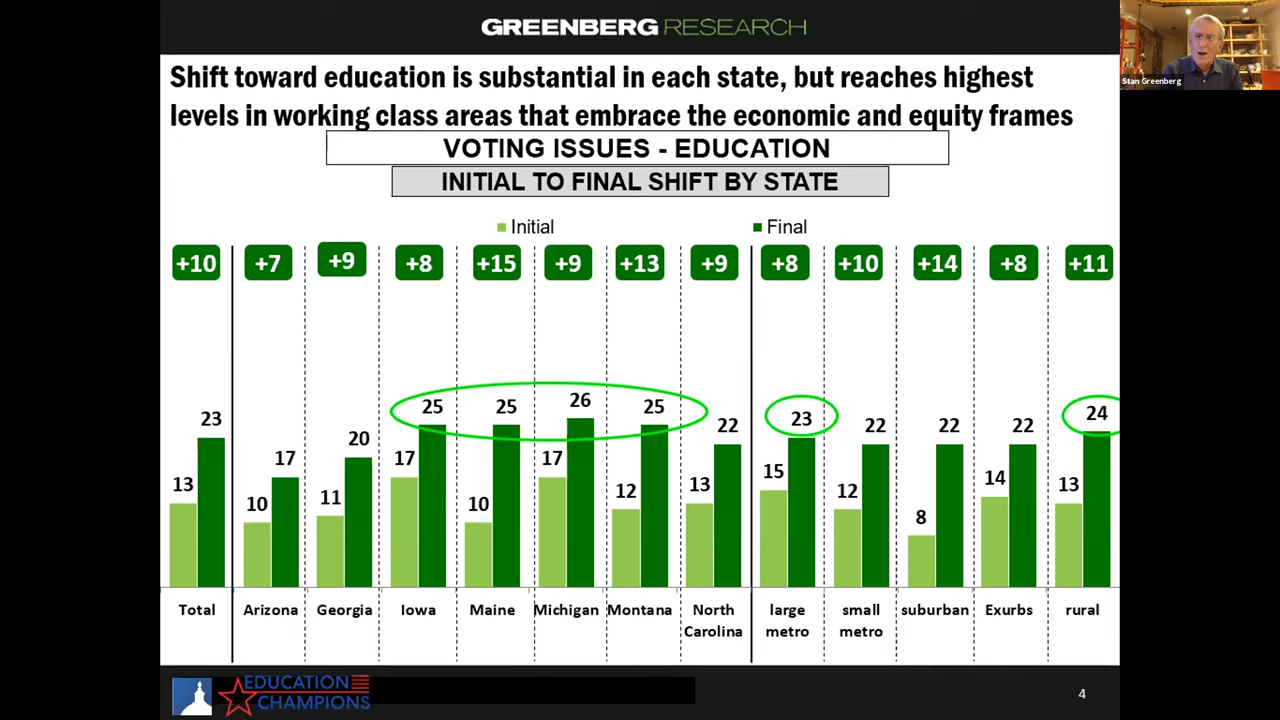 GREENBERG RESEARCH
Stan Greenberg
Shift toward education is substantial in each state, but reaches highest
levels in working class areas that embrace the economic and equity frames
VOTING ISSUES - EDUCATION
INITIAL TO FINAL SHIFT BY STATE
Initial Final
+10 +7 +9 +8 +15 +9 +13 +9 +8 +10 +14 +8 +11
13 23 10 17 11 20 17 25 10 25 17 26 12 25 13 22 15 23 12 22 8 22 14 22 13 24
Total Arizona Georgia Iowa Maine Michigan Montana North Carolina large metro small metro suburban Exurbs rural
EDUCATION
CHAMPIONS
4